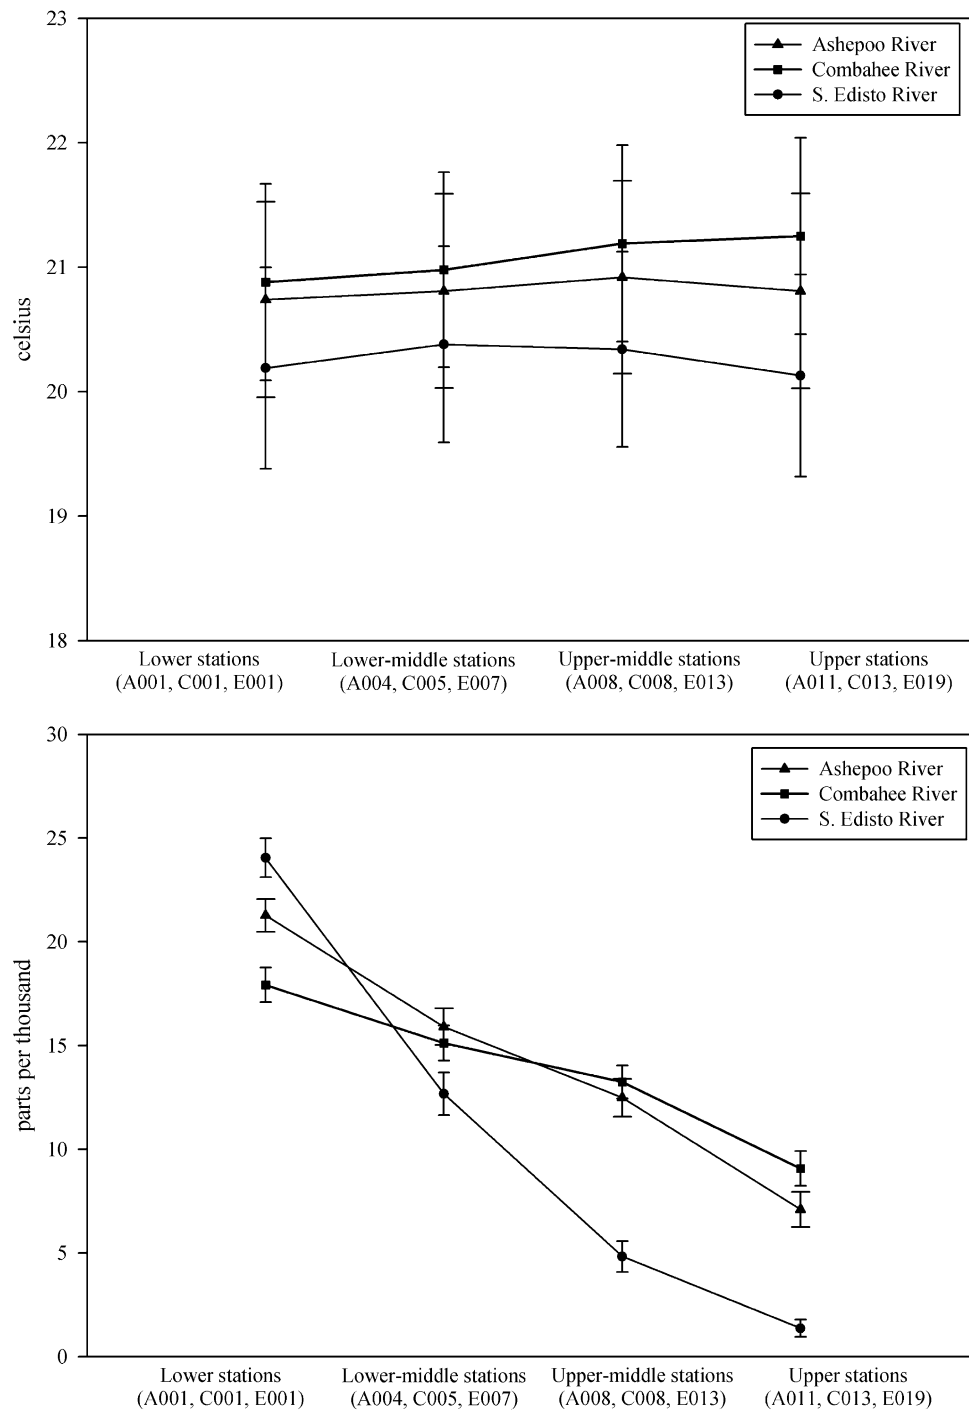 23
22
21
20
19
18
celsius
Ashepoo River
Combahee River
S. Edisto River
Lower stations
(A001, C001, E001)
Lower-middle stations
(A004, C005, E007)
Upper-middle stations
(A008, C008, E013)
Upper stations
(A011, C013, E019)
30
25
20
15
10
5
0
parts per thousand
Ashepoo River
Combahee River
S. Edisto River
Lower stations
(A001, C001, E001)
Lower-middle stations
(A004, C005, E007)
Upper-middle stations
(A008, C008, E013)
Upper stations
(A011, C013, E019)